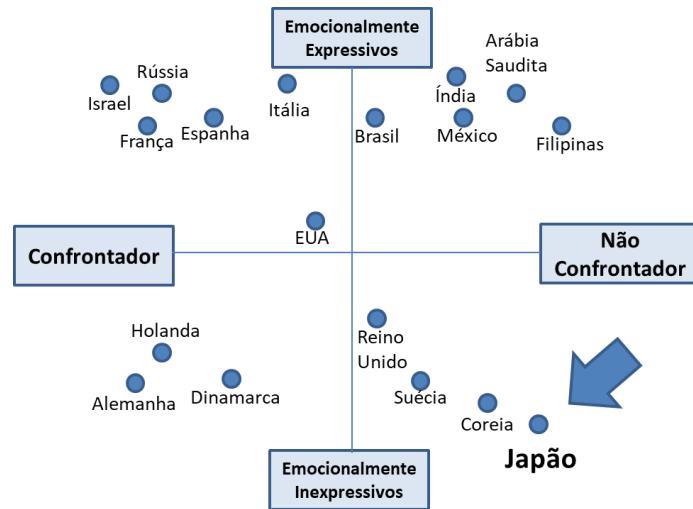 Emocionalmente
Expressivos
Arábia
Saudita
Rússia
Israel
Itália
Índia
França
Espanha
Brasil
México
Filipinas
EUA
Confrontador
Não
Confrontador
Holanda
Reino
Unido
Alemanha
Dinamarca
Suécia
Coreia
Japão
Emocionalmente
Inexpressivos